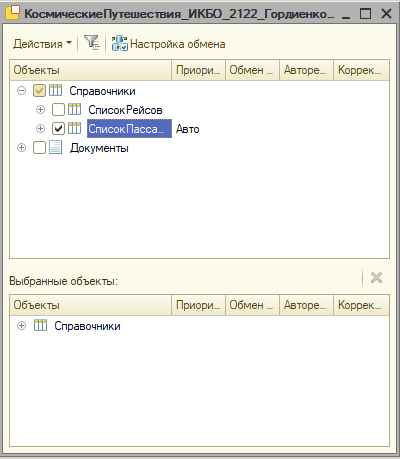 КосмическиеПутешествия_ИКБО_2122_Гордиенко...
Действия Настройка обмена
Объекты Приори... Обмен ... Авторе... Коррек...
Справочники
СписокРейсов
СписокПасса... Авто
Документы
Выбранные объекты:
Объекты Приори... Обмен ... Авторе... Коррек...
Справочники